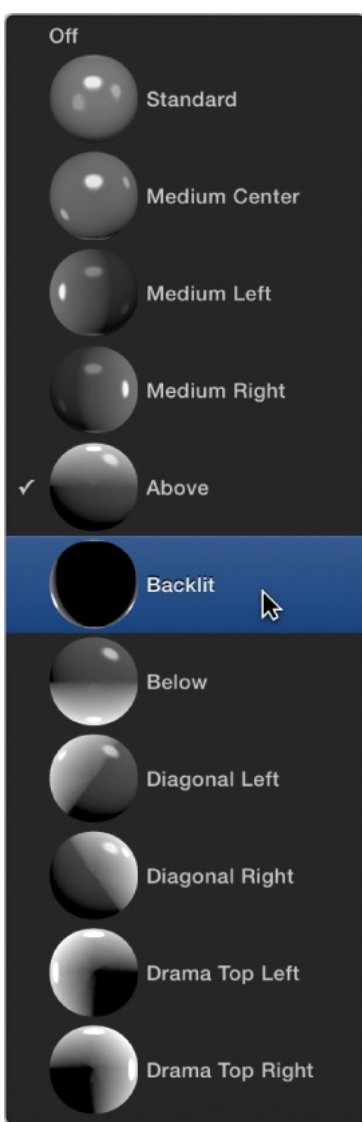 Off
Standard
Medium Center
Medium Left
Medium Right
Above
Backlit
Below
Diagonal Left
Diagonal Right
Drama Top Left
Drama Top Right